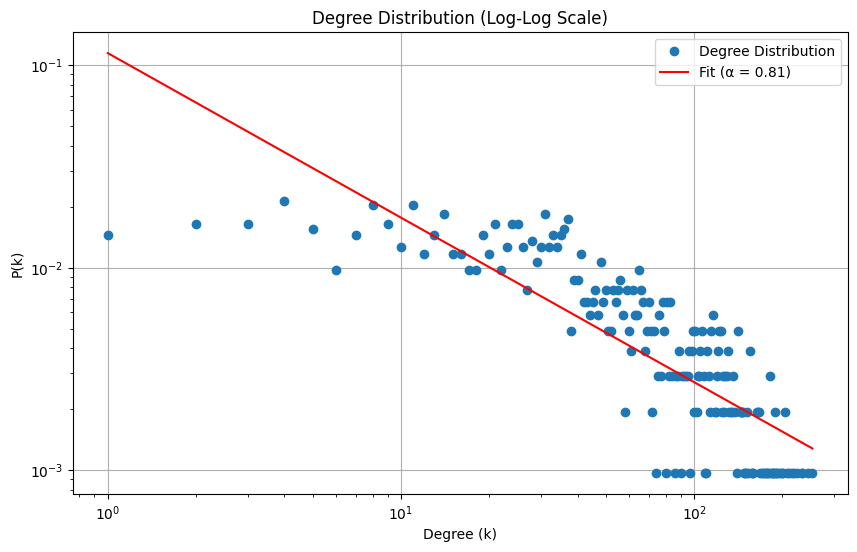 Degree Distribution (Log-Log Scale)
Degree Distribution
Fit (α = 0.81)
P(k)
10⁻¹
10⁻²
10⁻³
10⁰
10¹
10²
Degree (k)